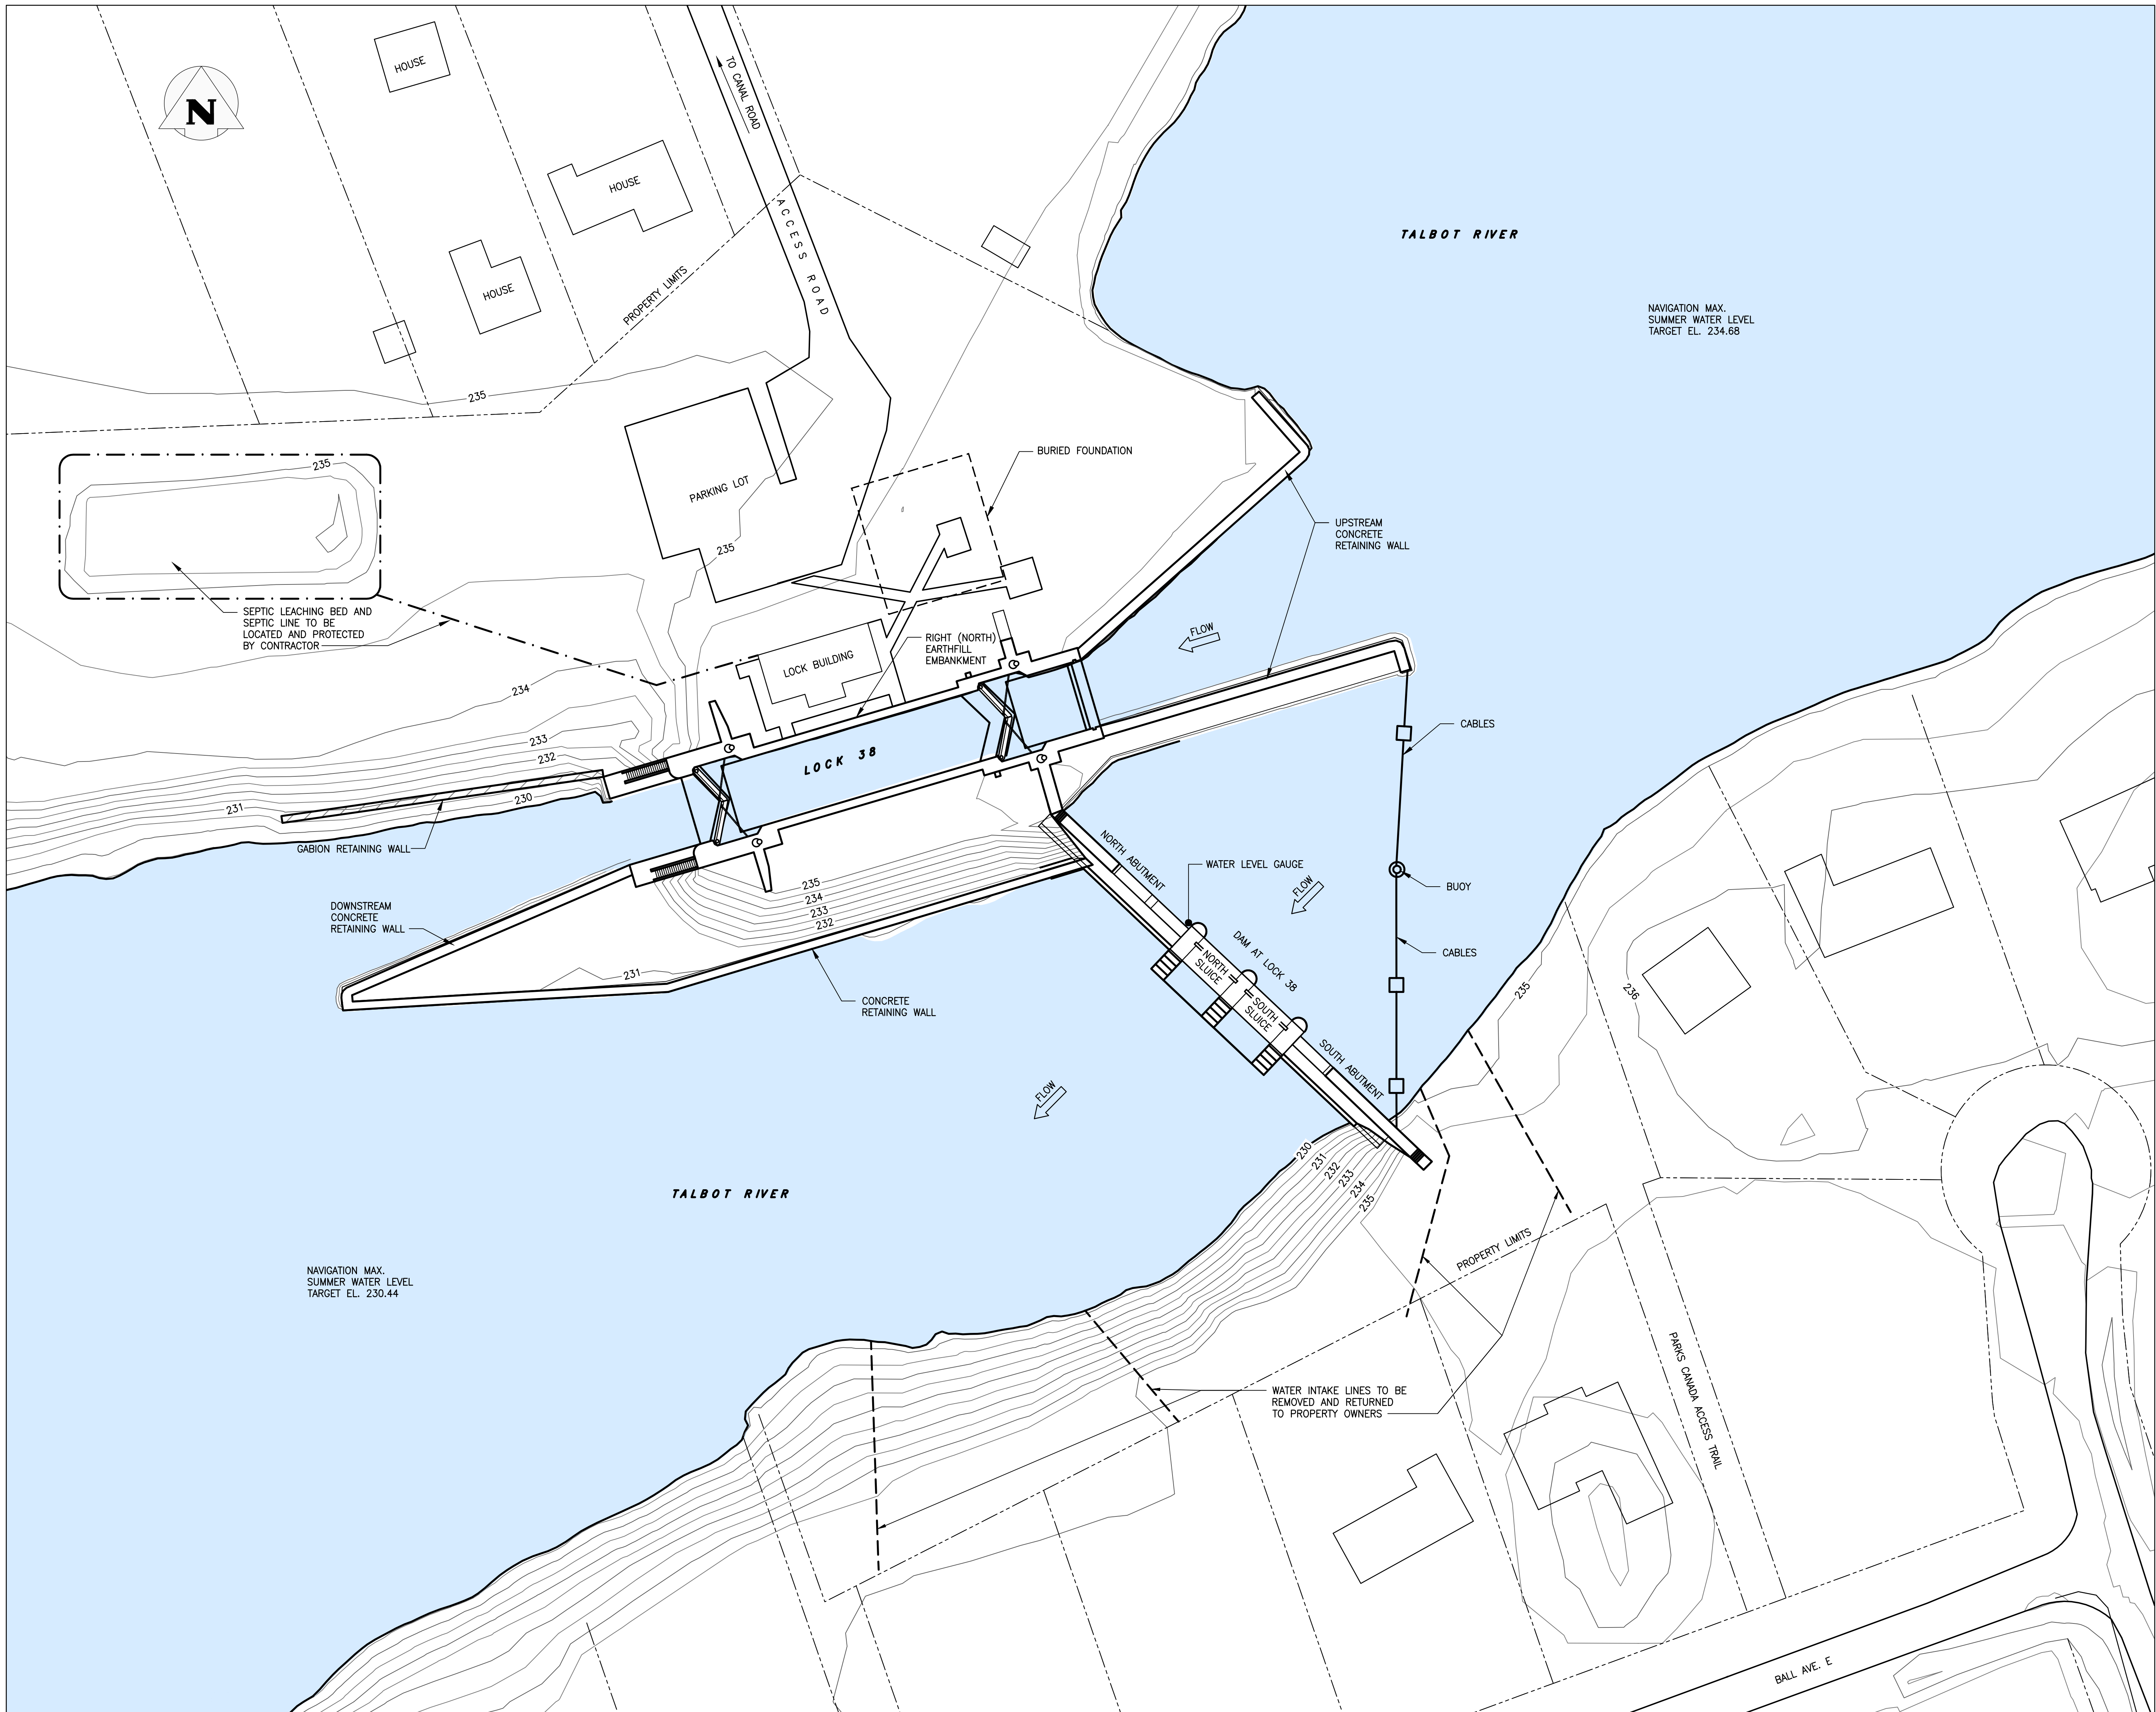 HOUSE
TO CANAL ROAD
N
HOUSE
ACCESS ROAD
TALBOT RIVER
HOUSE
PROPERTY LIMITS
NAVIGATION MAX.
SUMMER WATER LEVEL
TARGET EL. 234.68
235
BURIED FOUNDATION
235
PARKING LOT
UPSTREAM
CONCRETE
RETAINING WALL
235
SEPTIC LEACHING BED AND
SEPTIC LINE TO BE
LOCATED AND PROTECTED
BY CONTRACTOR
FLOW
RIGHT (NORTH)
EARTHFILL
EMBANKMENT
LOCK BUILDING
234
CABLES
233
232
LOCK 38
231
230
GABION RETAINING WALL
NORTH ABUTMENT
WATER LEVEL GAUGE
BUOY
235
234
233
232
FLOW
DOWNSTREAM
CONCRETE
RETAINING WALL
DAM AT LOCK 38
CABLES
NORTH
SLUICE
231
235
236
CONCRETE
RETAINING WALL
SOUTH
SLUICE
SOUTH ABUTMENT
FLOW
230
231
232
233
234
235
TALBOT RIVER
PROPERTY LIMITS
NAVIGATION MAX.
SUMMER WATER LEVEL
TARGET EL. 230.44
WATER INTAKE LINES TO BE
REMOVED AND RETURNED
TO PROPERTY OWNERS
PARKS CANADA ACCESS TRAIL
BALL AVE. E